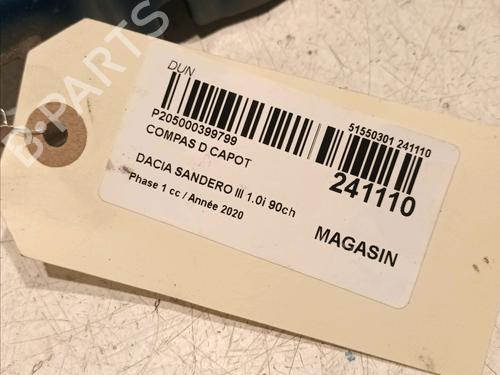 DUN
51550301 241110
P205000399799
COMPAS D CAPOT
241110
DACIA SANDERO III 1.0i 90ch
Phase 1 cc / Année 2020
MAGASIN
B-PARTS